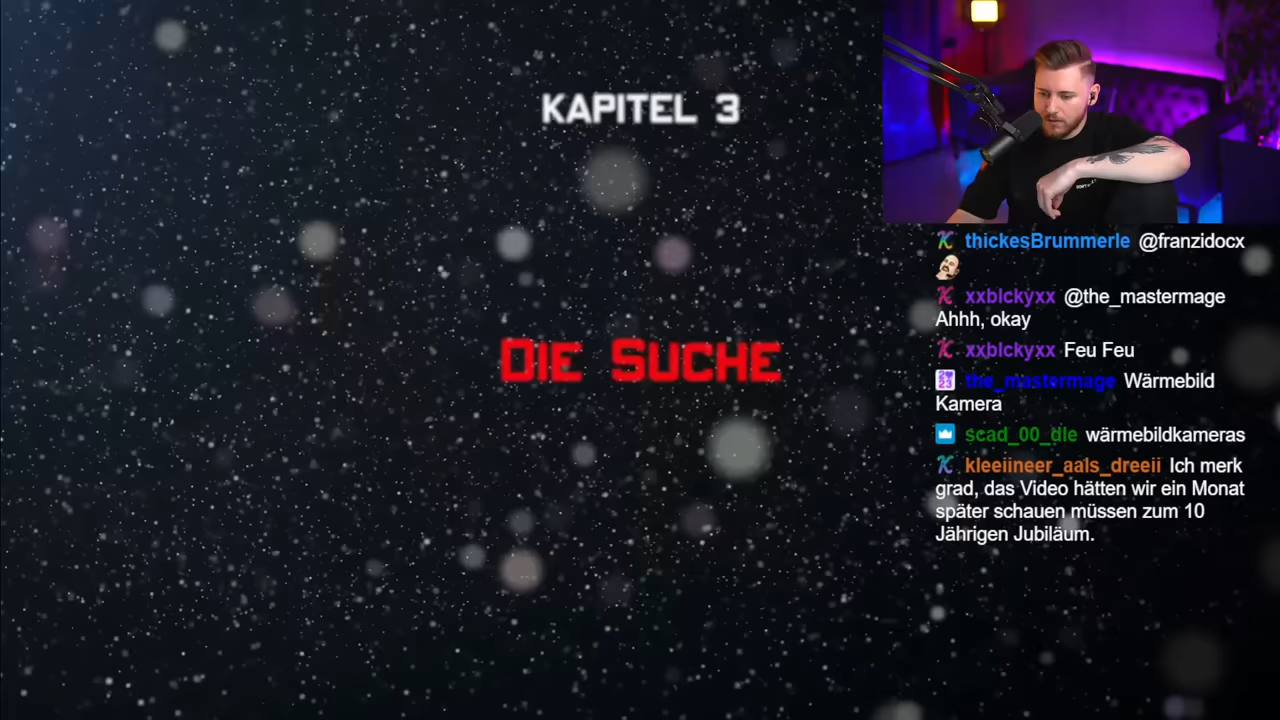 KAPITEL 3
DIE SUCHE
thickesBrummerle @franzidocx
xxblckyxx @the_mastermage
Ahhh, okay
xxblckyxx Feu Feu
the_mastermage Wärmebild
Kamera
scad_00_dle wärmebildkameras
kleeiineer_aals_dreeii Ich merk
grad, das Video hätten wir ein Monat
später schauen müssen zum 10
Jährigen Jubiläum.